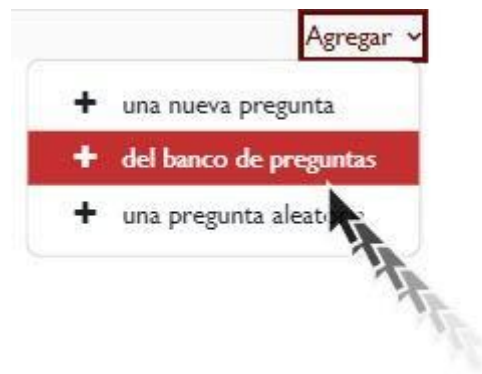 Agregar
+ una nueva pregunta
+ del banco de preguntas
+ una pregunta